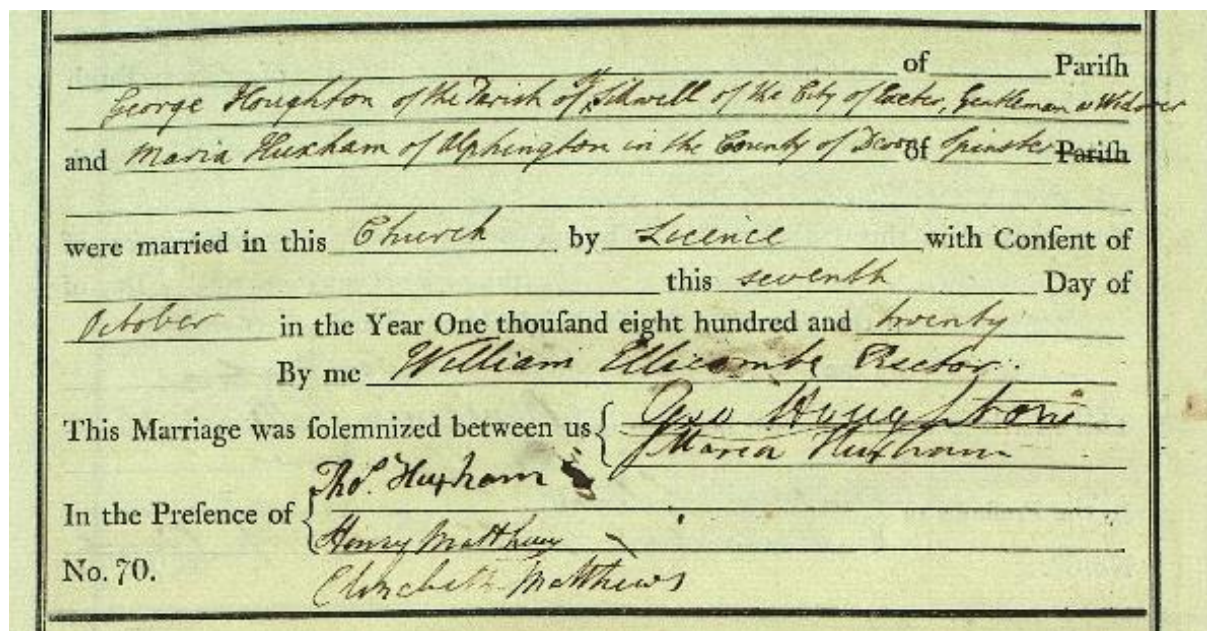 of Pariſh
George Houghton of the Parish of St Sidwell of the City of Exeter, Gentleman a Widower
and Maria Huxham of Alphington in the County of Devon of Spinster Pariſh
were married in this Church by Licence with Conſent of
this seventh Day of
October in the Year One thouſand eight hundred and twenty
By me William Ellicombe Rector.
This Marriage was ſolemnized between us { Geo Houghton
Maria Huxham
Thos. Huxham
In the Preſence of {
Henry Matthews
No. 70.
Elizabeth Matthews